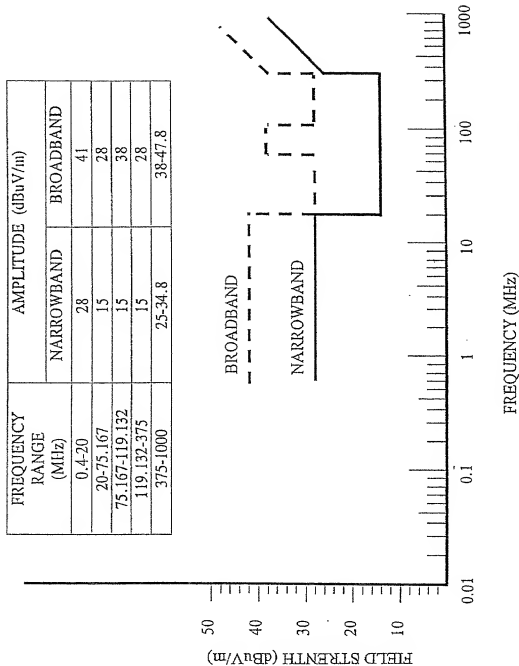 FREQUENCY RANGE (MHz) AMPLITUDE (dBuV/m)
NARROWBAND BROADBAND
0.4-20 28 41
20-75.167 15 28
75.167-119.132 15 38
119.132-375 15 28
375-1000 25-34.8 38-47.8
FIELD STRENTH (dBuV/m)
50
40
30
20
10
BROADBAND
NARROWBAND
0.01 0.1 1 10 100 1000
FREQUENCY (MHz)